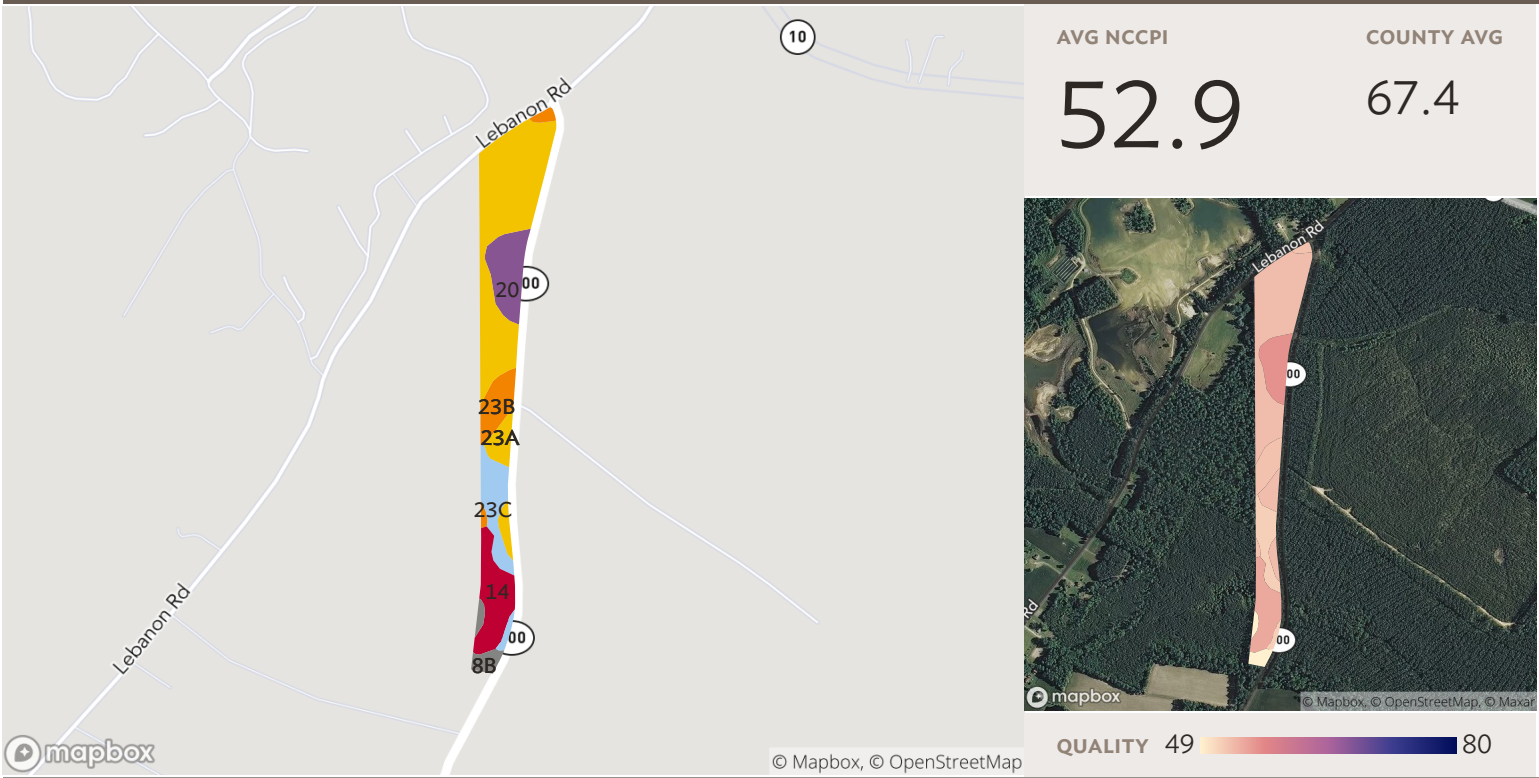 10
Lebanon Rd
20
00
23B
23A
23C
14
00
8B
Lebanon Rd
mapbox
© Mapbox, © OpenStreetMap
AVG NCCPI
COUNTY AVG
52.9
67.4
Lebanon Rd
00
Rd
00
mapbox
© Mapbox, © OpenStreetMap, © Maxar
QUALITY 49 80